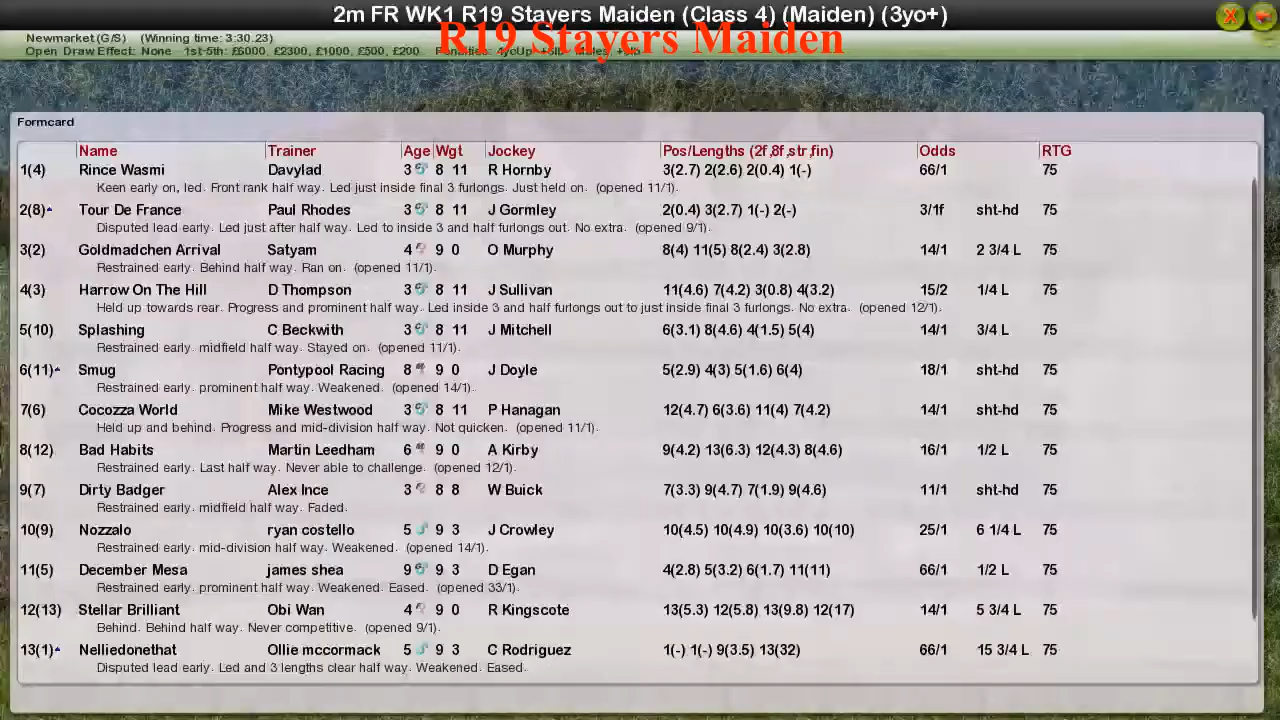 2m FR WK1 R19 Stayers Maiden (Class 4) (Maiden) (3yo+)
R19 Stayers Maiden
Newmarket (G/S) (Winning time: 3:30.23)
Open Draw Effect: None 1st-5th: £6000, £2300, £1000, £500, £200 Penalties: 4yoUp, +6lb Males, +3lb
Formcard
Name Trainer Age Wgt Jockey Pos/Lengths (2f,8f,str,fin) Odds RTG
1(4) Rince Wasmi Davylad 3 8 11 R Hornby 3(2.7) 2(2.6) 2(0.4) 1(-) 66/1 75
Keen early on, led. Front rank half way. Led just inside final 3 furlongs. Just held on. (opened 11/1).
2(8) Tour De France Paul Rhodes 3 8 11 J Gormley 2(0.4) 3(2.7) 1(-) 2(-) 3/1f sht-hd 75
Disputed lead early. Led just after half way. Led to inside 3 and half furlongs out. No extra. (opened 9/1).
3(2) Goldmadchen Arrival Satyam 4 9 0 O Murphy 8(4) 11(5) 8(2.4) 3(2.8) 14/1 2 3/4 L 75
Restrained early. Behind half way. Ran on. (opened 11/1).
4(3) Harrow On The Hill D Thompson 3 8 11 J Sullivan 11(4.6) 7(4.2) 3(0.8) 4(3.2) 15/2 1/4 L 75
Held up towards rear. Progress and prominent half way. Led inside 3 and half furlongs out to just inside final 3 furlongs. No extra. (opened 12/1).
5(10) Splashing C Beckwith 3 8 11 J Mitchell 6(3.1) 8(4.6) 4(1.5) 5(4) 14/1 3/4 L 75
Restrained early. midfield half way. Stayed on. (opened 11/1).
6(11) Smug Pontypool Racing 8 9 0 J Doyle 5(2.9) 4(3) 5(1.6) 6(4) 18/1 sht-hd 75
Restrained early. prominent half way. Weakened. (opened 14/1).
7(6) Cocozza World Mike Westwood 3 8 11 P Hanagan 12(4.7) 6(3.6) 11(4) 7(4.2) 14/1 sht-hd 75
Held up and behind. Progress and mid-division half way. Not quicken. (opened 11/1).
8(12) Bad Habits Martin Leedham 6 9 0 A Kirby 9(4.2) 13(6.3) 12(4.3) 8(4.6) 16/1 1/2 L 75
Restrained early. Last half way. Never able to challenge. (opened 12/1).
9(7) Dirty Badger Alex Ince 3 8 8 W Buick 7(3.3) 9(4.7) 7(1.9) 9(4.6) 11/1 sht-hd 75
Restrained early. midfield half way. Faded.
10(9) Nozzalo ryan costello 5 9 3 J Crowley 10(4.5) 10(4.9) 10(3.6) 10(10) 25/1 6 1/4 L 75
Restrained early. mid-division half way. Weakened. (opened 14/1).
11(5) December Mesa james shea 9 9 3 D Egan 4(2.8) 5(3.2) 6(1.7) 11(11) 66/1 1/2 L 75
Restrained early. prominent half way. Weakened. Eased. (opened 33/1).
12(13) Stellar Brilliant Obi Wan 4 9 0 R Kingscote 13(5.3) 12(5.8) 13(9.8) 12(17) 14/1 5 3/4 L 75
Behind. Behind half way. Never competitive. (opened 9/1).
13(1) Nelliedonethat Ollie mccormack 5 9 3 C Rodriguez 1(-) 1(-) 9(3.5) 13(32) 66/1 15 3/4 L 75
Disputed lead early. Led and 3 lengths clear half way. Weakened. Eased.